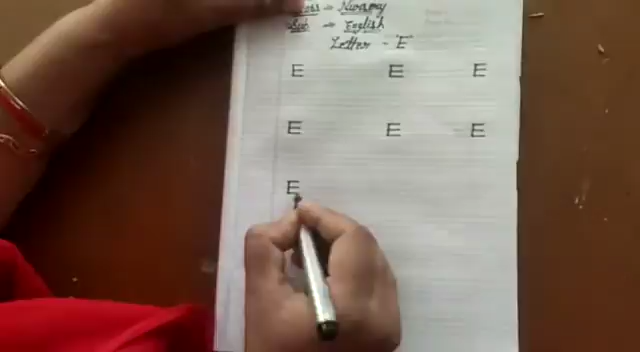 Class :- Nursery
Sub :- English
Letter - E
E E E
E E E
E